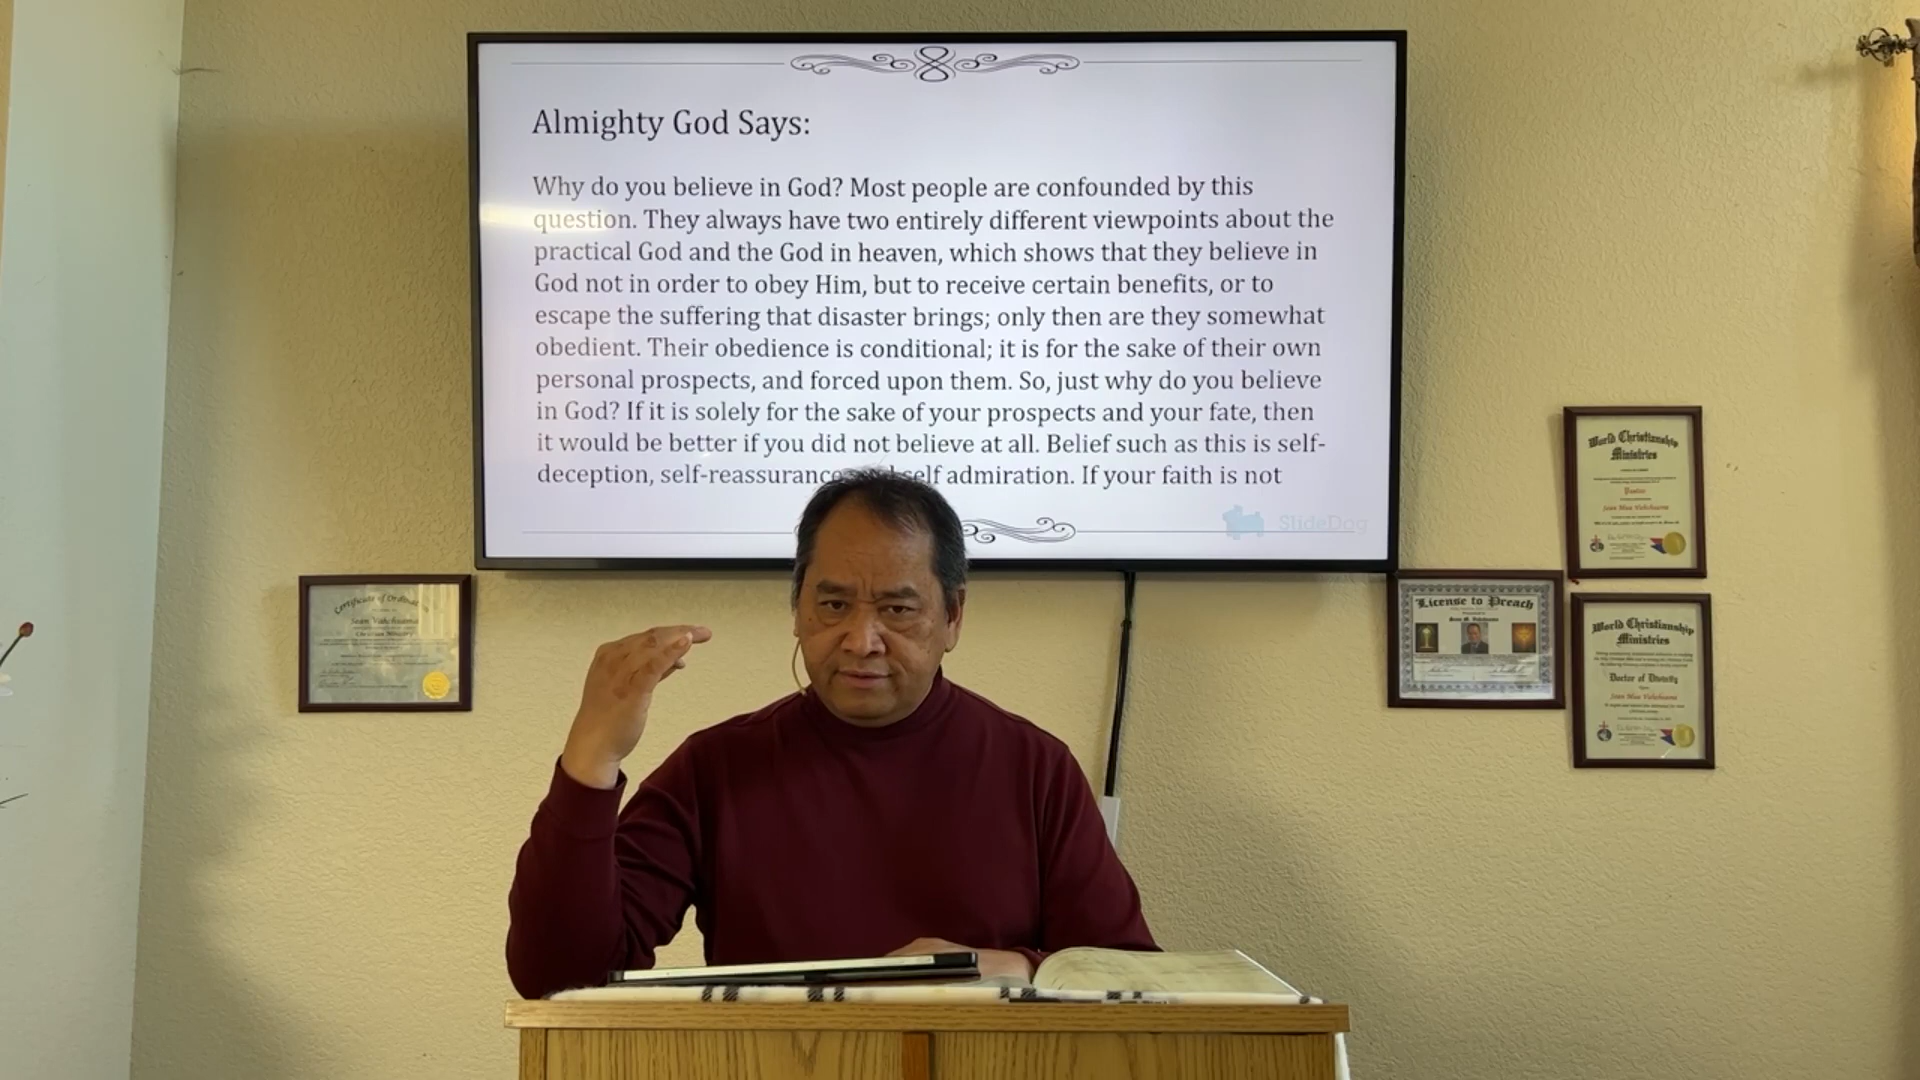 Almighty God Says:
Why do you believe in God? Most people are confounded by this
question. They always have two entirely different viewpoints about the
practical God and the God in heaven, which shows that they believe in
God not in order to obey Him, but to receive certain benefits, or to
escape the suffering that disaster brings; only then are they somewhat
obedient. Their obedience is conditional; it is for the sake of their own
personal prospects, and forced upon them. So, just why do you believe
in God? If it is solely for the sake of your prospects and your fate, then
it would be better if you did not believe at all. Belief such as this is self-
deception, self-reassurance self admiration. If your faith is not
SlideDog
Certificate of
Christian Ministry
License to Preach
World Christianship
Ministries
Pastor
World Christianship
Ministries
Doctor of Divinity